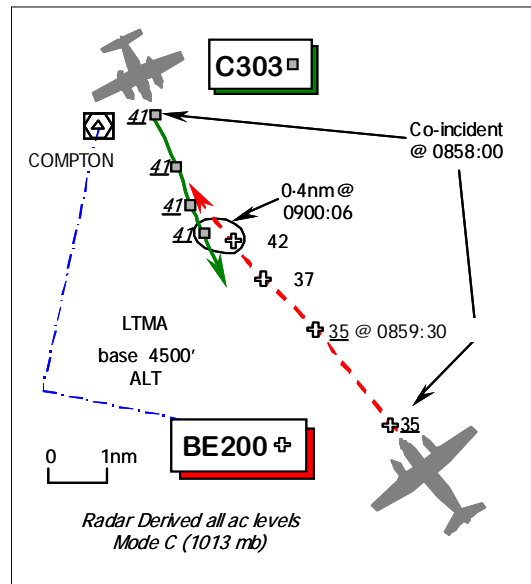 C303
41
COMPTON
Co-incident
@ 0858:00
41
0·4nm @
0900:06
41
41
42
37
LTMA
base 4500'
ALT
35 @ 0859:30
35
BE200
0 1nm
Radar Derived all ac levels
Mode C (1013 mb)